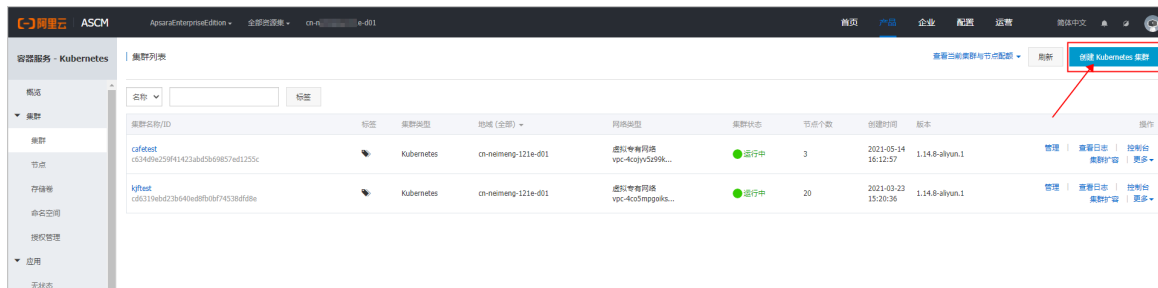 阿里云 ASCM ApsaraEnterpriseEdition 全部资源集 cn-n e-d01 首页 产品 企业 配置 运营 简体中文
容器服务 - Kubernetes 集群列表 查看当前集群与节点配额 刷新 创建 Kubernetes 集群
概览 名称 标签
集群
集群名称/ID 标签 集群类型 地域 (全部) 网络类型 集群状态 节点个数 创建时间 版本 操作
集群
cafetest Kubernetes cn-neimeng-121e-d01 虚拟专有网络 运行中 3 2021-05-14 1.14.8-aliyun.1 管理 查看日志 控制台
c634d9e259f41423abd5b69857ed1255c vpc-4cojyv5z99k... 16:12:57 集群扩容 更多
节点
存储卷
kjftest Kubernetes cn-neimeng-121e-d01 虚拟专有网络 运行中 20 2021-03-23 1.14.8-aliyun.1 管理 查看日志 控制台
cd6319ebd23b640ed8fb0bf74538dfd8e vpc-4co5mpgoiks... 15:20:36 集群扩容 更多
命名空间
授权管理
应用
无状态